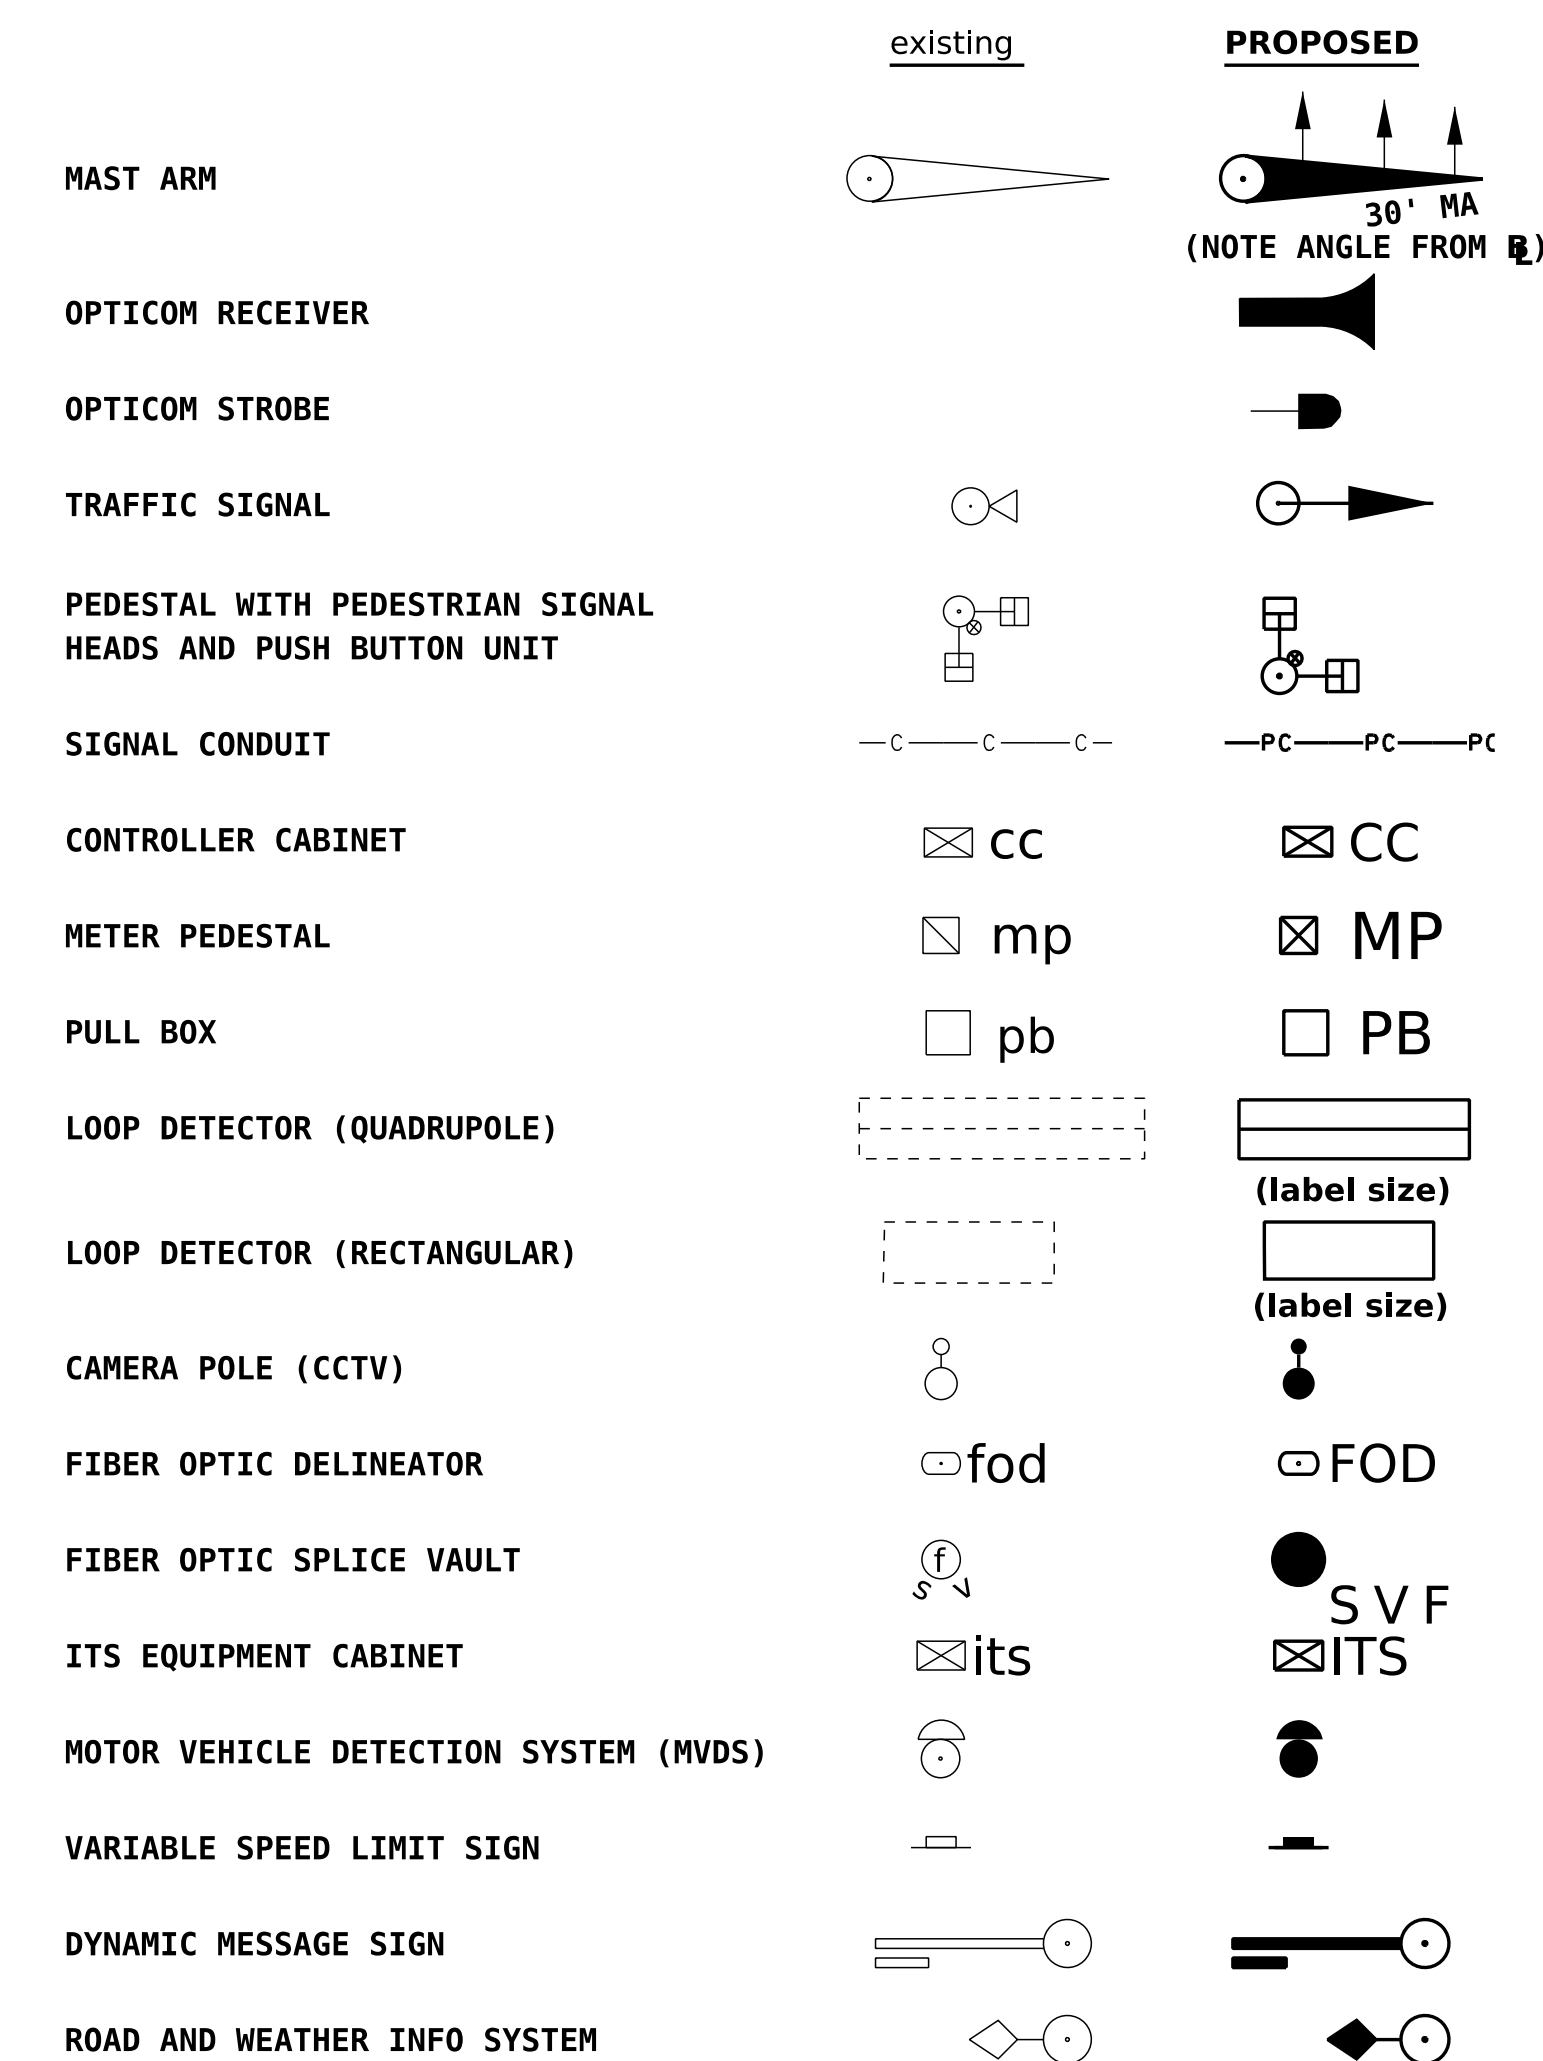 existing PROPOSED
MAST ARM
30' MA
(NOTE ANGLE FROM BL)
OPTICOM RECEIVER
OPTICOM STROBE
TRAFFIC SIGNAL
PEDESTAL WITH PEDESTRIAN SIGNAL
HEADS AND PUSH BUTTON UNIT
SIGNAL CONDUIT C C C PC PC PC
CONTROLLER CABINET cc CC
METER PEDESTAL mp MP
PULL BOX pb PB
LOOP DETECTOR (QUADRUPOLE)
(label size)
LOOP DETECTOR (RECTANGULAR)
(label size)
CAMERA POLE (CCTV)
FIBER OPTIC DELINEATOR fod FOD
FIBER OPTIC SPLICE VAULT f
s v S V F
ITS EQUIPMENT CABINET its ITS
MOTOR VEHICLE DETECTION SYSTEM (MVDS)
VARIABLE SPEED LIMIT SIGN
DYNAMIC MESSAGE SIGN
ROAD AND WEATHER INFO SYSTEM